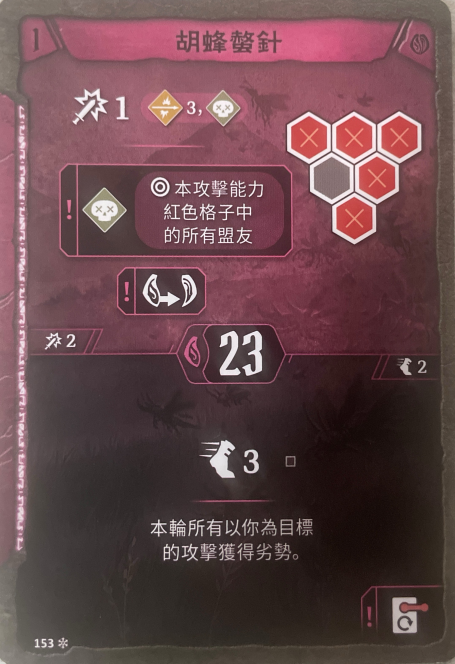 1
胡蜂螫針
1
3,
!
本攻擊能力
紅色格子中
的所有盟友
!
2
23
2
3
本輪所有以你為目標
的攻擊獲得劣勢。
!
153